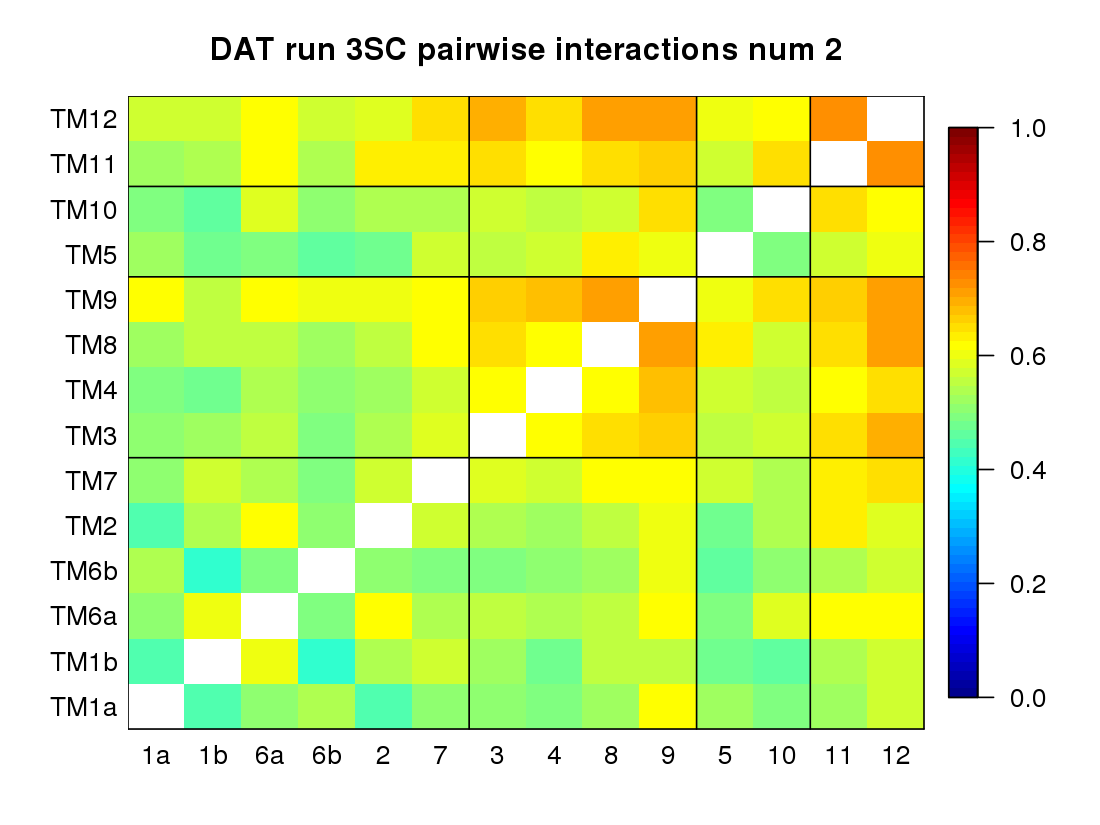 DAT run 3SC pairwise interactions num 2
TM12
TM11
TM10
TM5
TM9
TM8
TM4
TM3
TM7
TM2
TM6b
TM6a
TM1b
TM1a
1a 1b 6a 6b 2 7 3 4 8 9 5 10 11 12
1.0
0.8
0.6
0.4
0.2
0.0